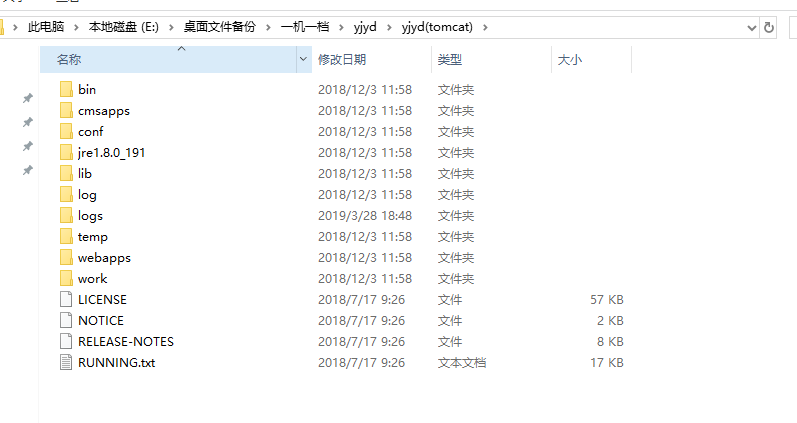 此电脑 本地磁盘 (E:) 桌面文件备份 一机一档 yjyd yjyd(tomcat)
名称 修改日期 类型 大小
bin 2018/12/3 11:58 文件夹
cmsapps 2018/12/3 11:58 文件夹
conf 2018/12/3 11:58 文件夹
jre1.8.0_191 2018/12/3 11:58 文件夹
lib 2018/12/3 11:58 文件夹
log 2018/12/3 11:58 文件夹
logs 2019/3/28 18:48 文件夹
temp 2018/12/3 11:58 文件夹
webapps 2018/12/3 11:58 文件夹
work 2018/12/3 11:58 文件夹
LICENSE 2018/7/17 9:26 文件 57 KB
NOTICE 2018/7/17 9:26 文件 2 KB
RELEASE-NOTES 2018/7/17 9:26 文件 8 KB
RUNNING.txt 2018/7/17 9:26 文本文档 17 KB